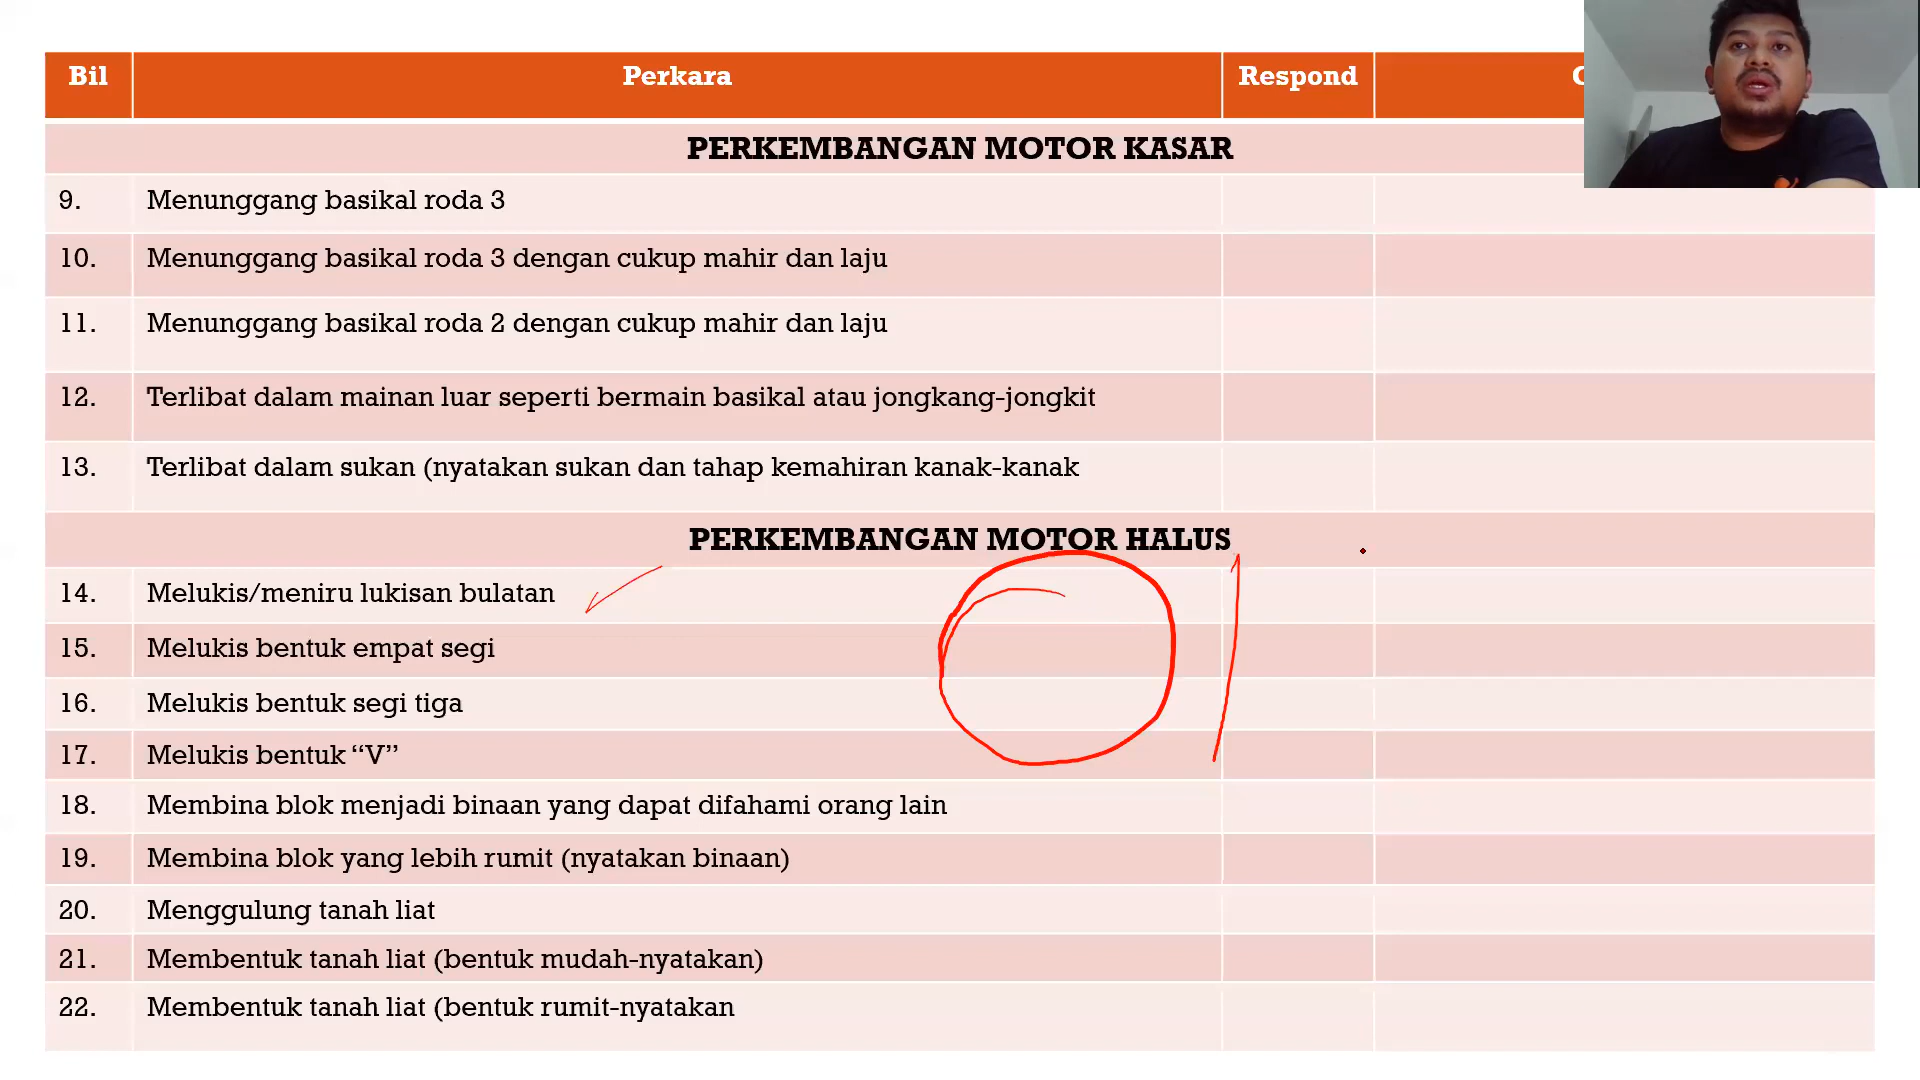 Bil Perkara Respond C
PERKEMBANGAN MOTOR KASAR
9. Menunggang basikal roda 3
10. Menunggang basikal roda 3 dengan cukup mahir dan laju
11. Menunggang basikal roda 2 dengan cukup mahir dan laju
12. Terlibat dalam mainan luar seperti bermain basikal atau jongkang-jongkit
13. Terlibat dalam sukan (nyatakan sukan dan tahap kemahiran kanak-kanak
PERKEMBANGAN MOTOR HALUS
14. Melukis/meniru lukisan bulatan
15. Melukis bentuk empat segi
16. Melukis bentuk segi tiga
17. Melukis bentuk “V”
18. Membina blok menjadi binaan yang dapat difahami orang lain
19. Membina blok yang lebih rumit (nyatakan binaan)
20. Menggulung tanah liat
21. Membentuk tanah liat (bentuk mudah-nyatakan)
22. Membentuk tanah liat (bentuk rumit-nyatakan